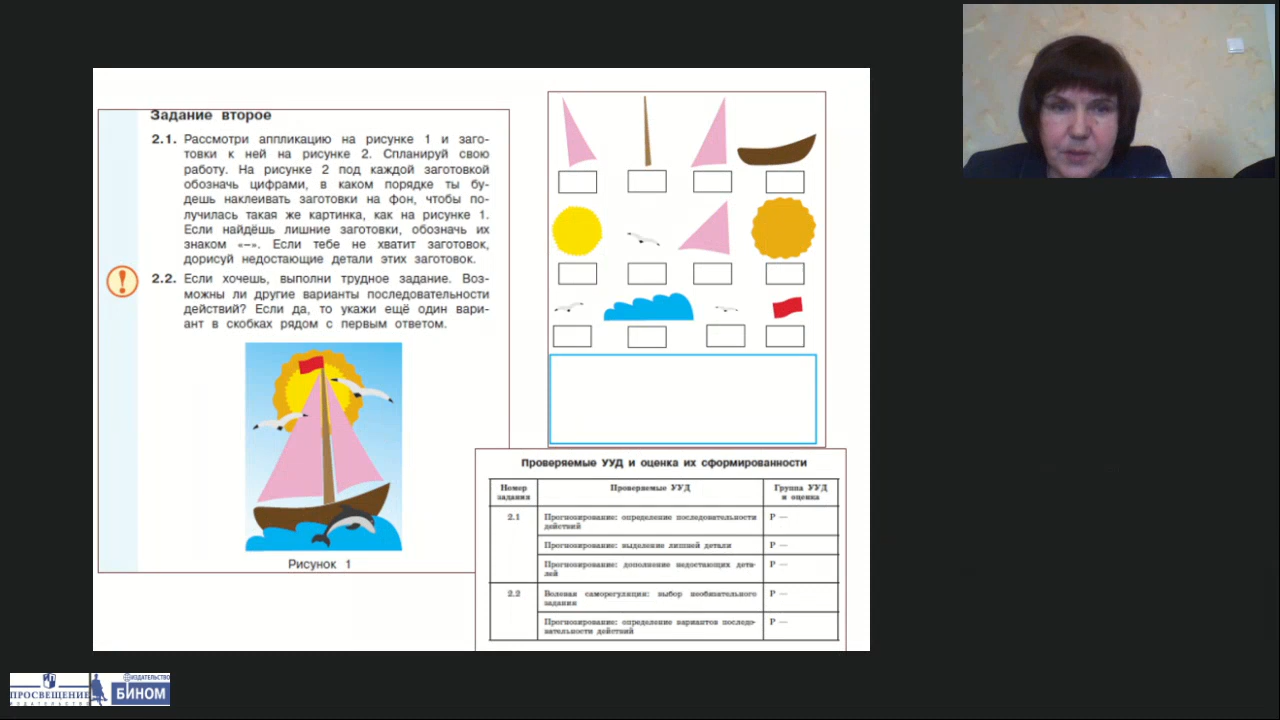 Задание второе
2.1. Рассмотри аппликацию на рисунке 1 и заго-
товки к ней на рисунке 2. Спланируй свою
работу. На рисунке 2 под каждой заготовкой
обозначь цифрами, в каком порядке ты бу-
дешь наклеивать заготовки на фон, чтобы по-
лучилась такая же картинка, как на рисунке 1.
Если найдёшь лишние заготовки, обозначь их
знаком «–». Если тебе не хватит заготовок,
дорисуй недостающие детали этих заготовок.
2.2. Если хочешь, выполни трудное задание. Воз-
можны ли другие варианты последовательности
действий? Если да, то укажи ещё один вари-
ант в скобках рядом с первым ответом.
Рисунок 1
Проверяемые УУД и оценка их сформированности
Номер задания
Проверяемые УУД
Группа УУД и оценка
2.1
Прогнозирование: определение последовательности
действий
Р —
Прогнозирование: выделение лишней детали
Р —
Прогнозирование: дополнение недостающих дета-
лей
Р —
2.2
Волевая саморегуляция: выбор необязательного
задания
Р —
Прогнозирование: определение вариантов последо-
вательности действий
Р —
ПРОСВЕЩЕНИЕ
ИЗДАТЕЛЬСТВО
ИЗДАТЕЛЬСТВО
БИНОМ